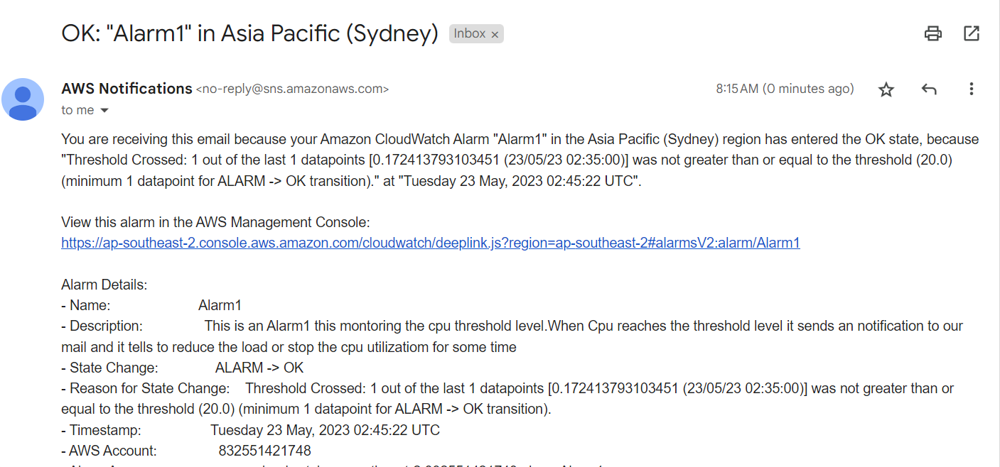 OK: "Alarm1" in Asia Pacific (Sydney) Inbox ×
AWS Notifications <no-reply@sns.amazonaws.com> 8:15 AM (0 minutes ago)
to me
You are receiving this email because your Amazon CloudWatch Alarm "Alarm1" in the Asia Pacific (Sydney) region has entered the OK state, because
"Threshold Crossed: 1 out of the last 1 datapoints [0.172413793103451 (23/05/23 02:35:00)] was not greater than or equal to the threshold (20.0)
(minimum 1 datapoint for ALARM -> OK transition)." at "Tuesday 23 May, 2023 02:45:22 UTC".
View this alarm in the AWS Management Console:
https://ap-southeast-2.console.aws.amazon.com/cloudwatch/deeplink.js?region=ap-southeast-2#alarmsV2:alarm/Alarm1
Alarm Details:
- Name: Alarm1
- Description: This is an Alarm1 this montoring the cpu threshold level.When Cpu reaches the threshold level it sends an notification to our
mail and it tells to reduce the load or stop the cpu utilizatiom for some time
- State Change: ALARM -> OK
- Reason for State Change: Threshold Crossed: 1 out of the last 1 datapoints [0.172413793103451 (23/05/23 02:35:00)] was not greater than or
equal to the threshold (20.0) (minimum 1 datapoint for ALARM -> OK transition).
- Timestamp: Tuesday 23 May, 2023 02:45:22 UTC
- AWS Account: 832551421748